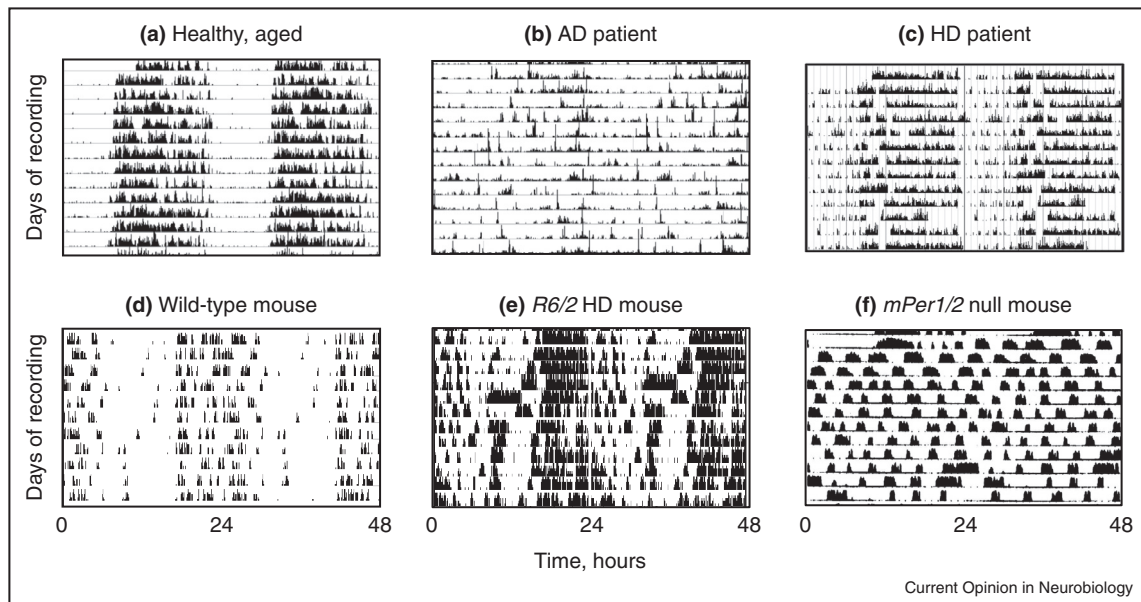 (a) Healthy, aged
(b) AD patient
(c) HD patient
Days of recording
(d) Wild-type mouse
(e) R6/2 HD mouse
(f) mPer1/2 null mouse
Days of recording
0 24 48
0 24 48
0 24 48
Time, hours
Current Opinion in Neurobiology